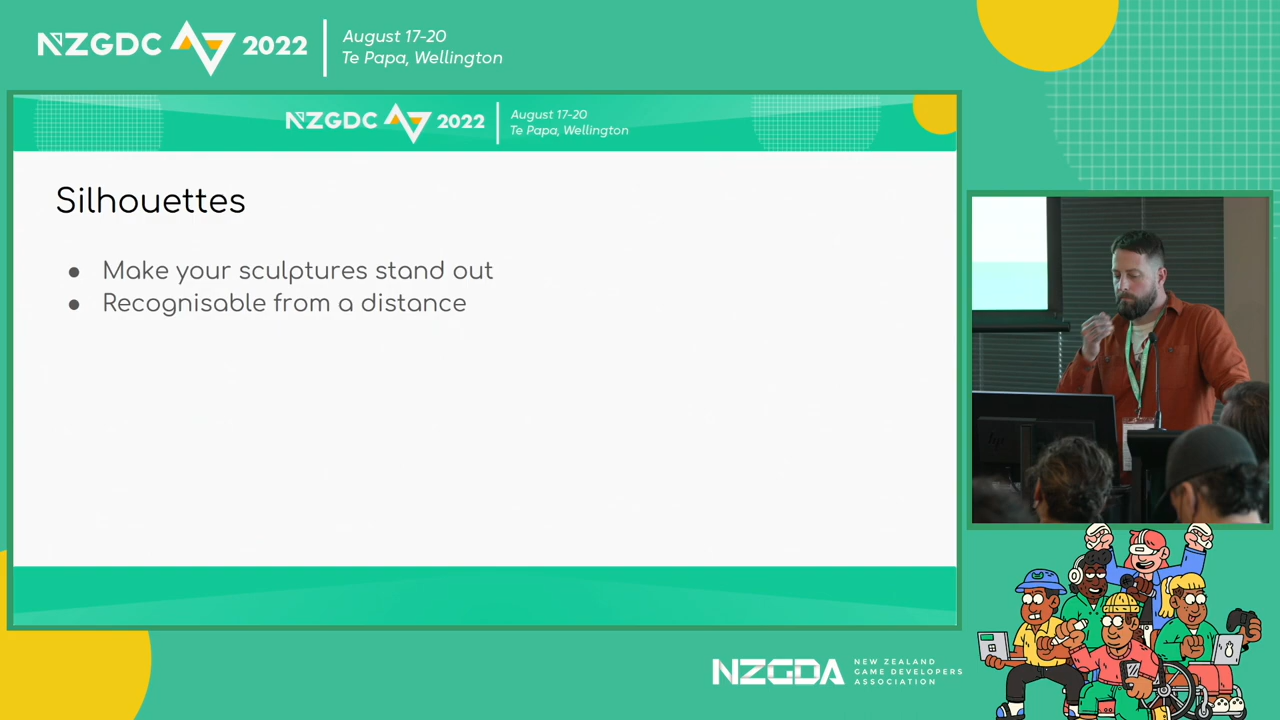 NZGDC 2022
August 17-20
Te Papa, Wellington
NZGDC 2022
August 17-20
Te Papa, Wellington
Silhouettes
● Make your sculptures stand out
● Recognisable from a distance
NZGDA
NEW ZEALAND
GAME DEVELOPERS
ASSOCIATION